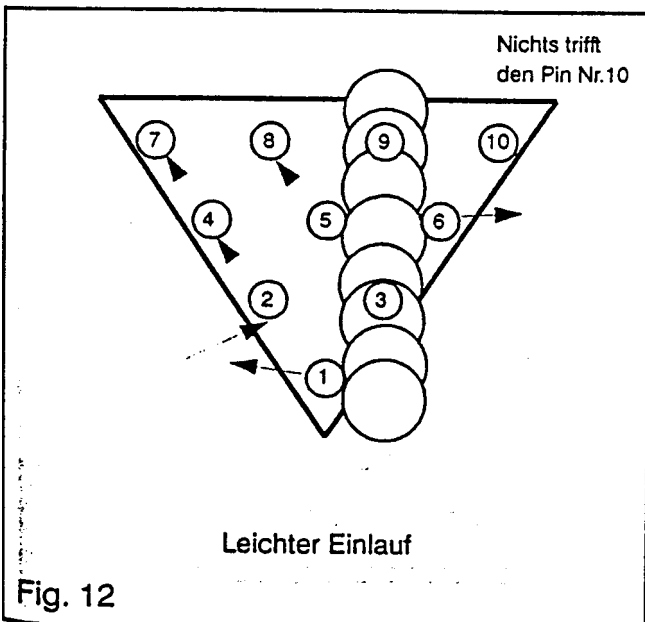 Nichts trifft
den Pin Nr.10
7 8 9 10
4 5 6
2 3
1
Leichter Einlauf
Fig. 12